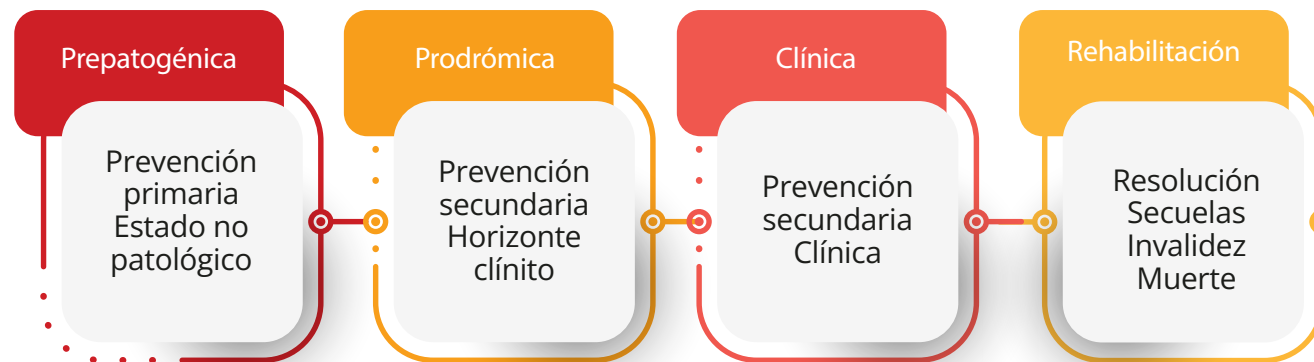 Prepatogénica
Prevención
primaria
Estado no
patológico
Prodrómica
Prevención
secundaria
Horizonte
clínito
Clínica
Prevención
secundaria
Clínica
Rehabilitación
Resolución
Secuelas
Invalidez
Muerte